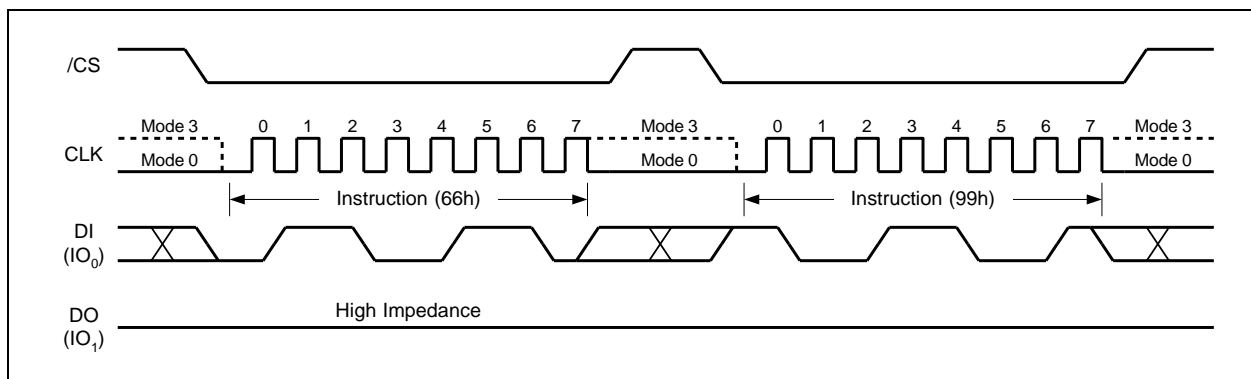 /CS
Mode 3 0 1 2 3 4 5 6 7 Mode 3 0 1 2 3 4 5 6 7 Mode 3
CLK Mode 0 Mode 0 Mode 0
Instruction (66h) Instruction (99h)
DI
(IO0)
High Impedance
DO
(IO1)